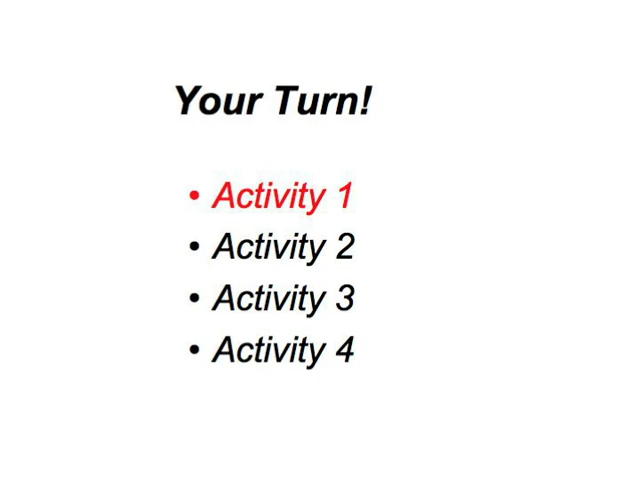 Your Turn!
• Activity 1
• Activity 2
• Activity 3
• Activity 4